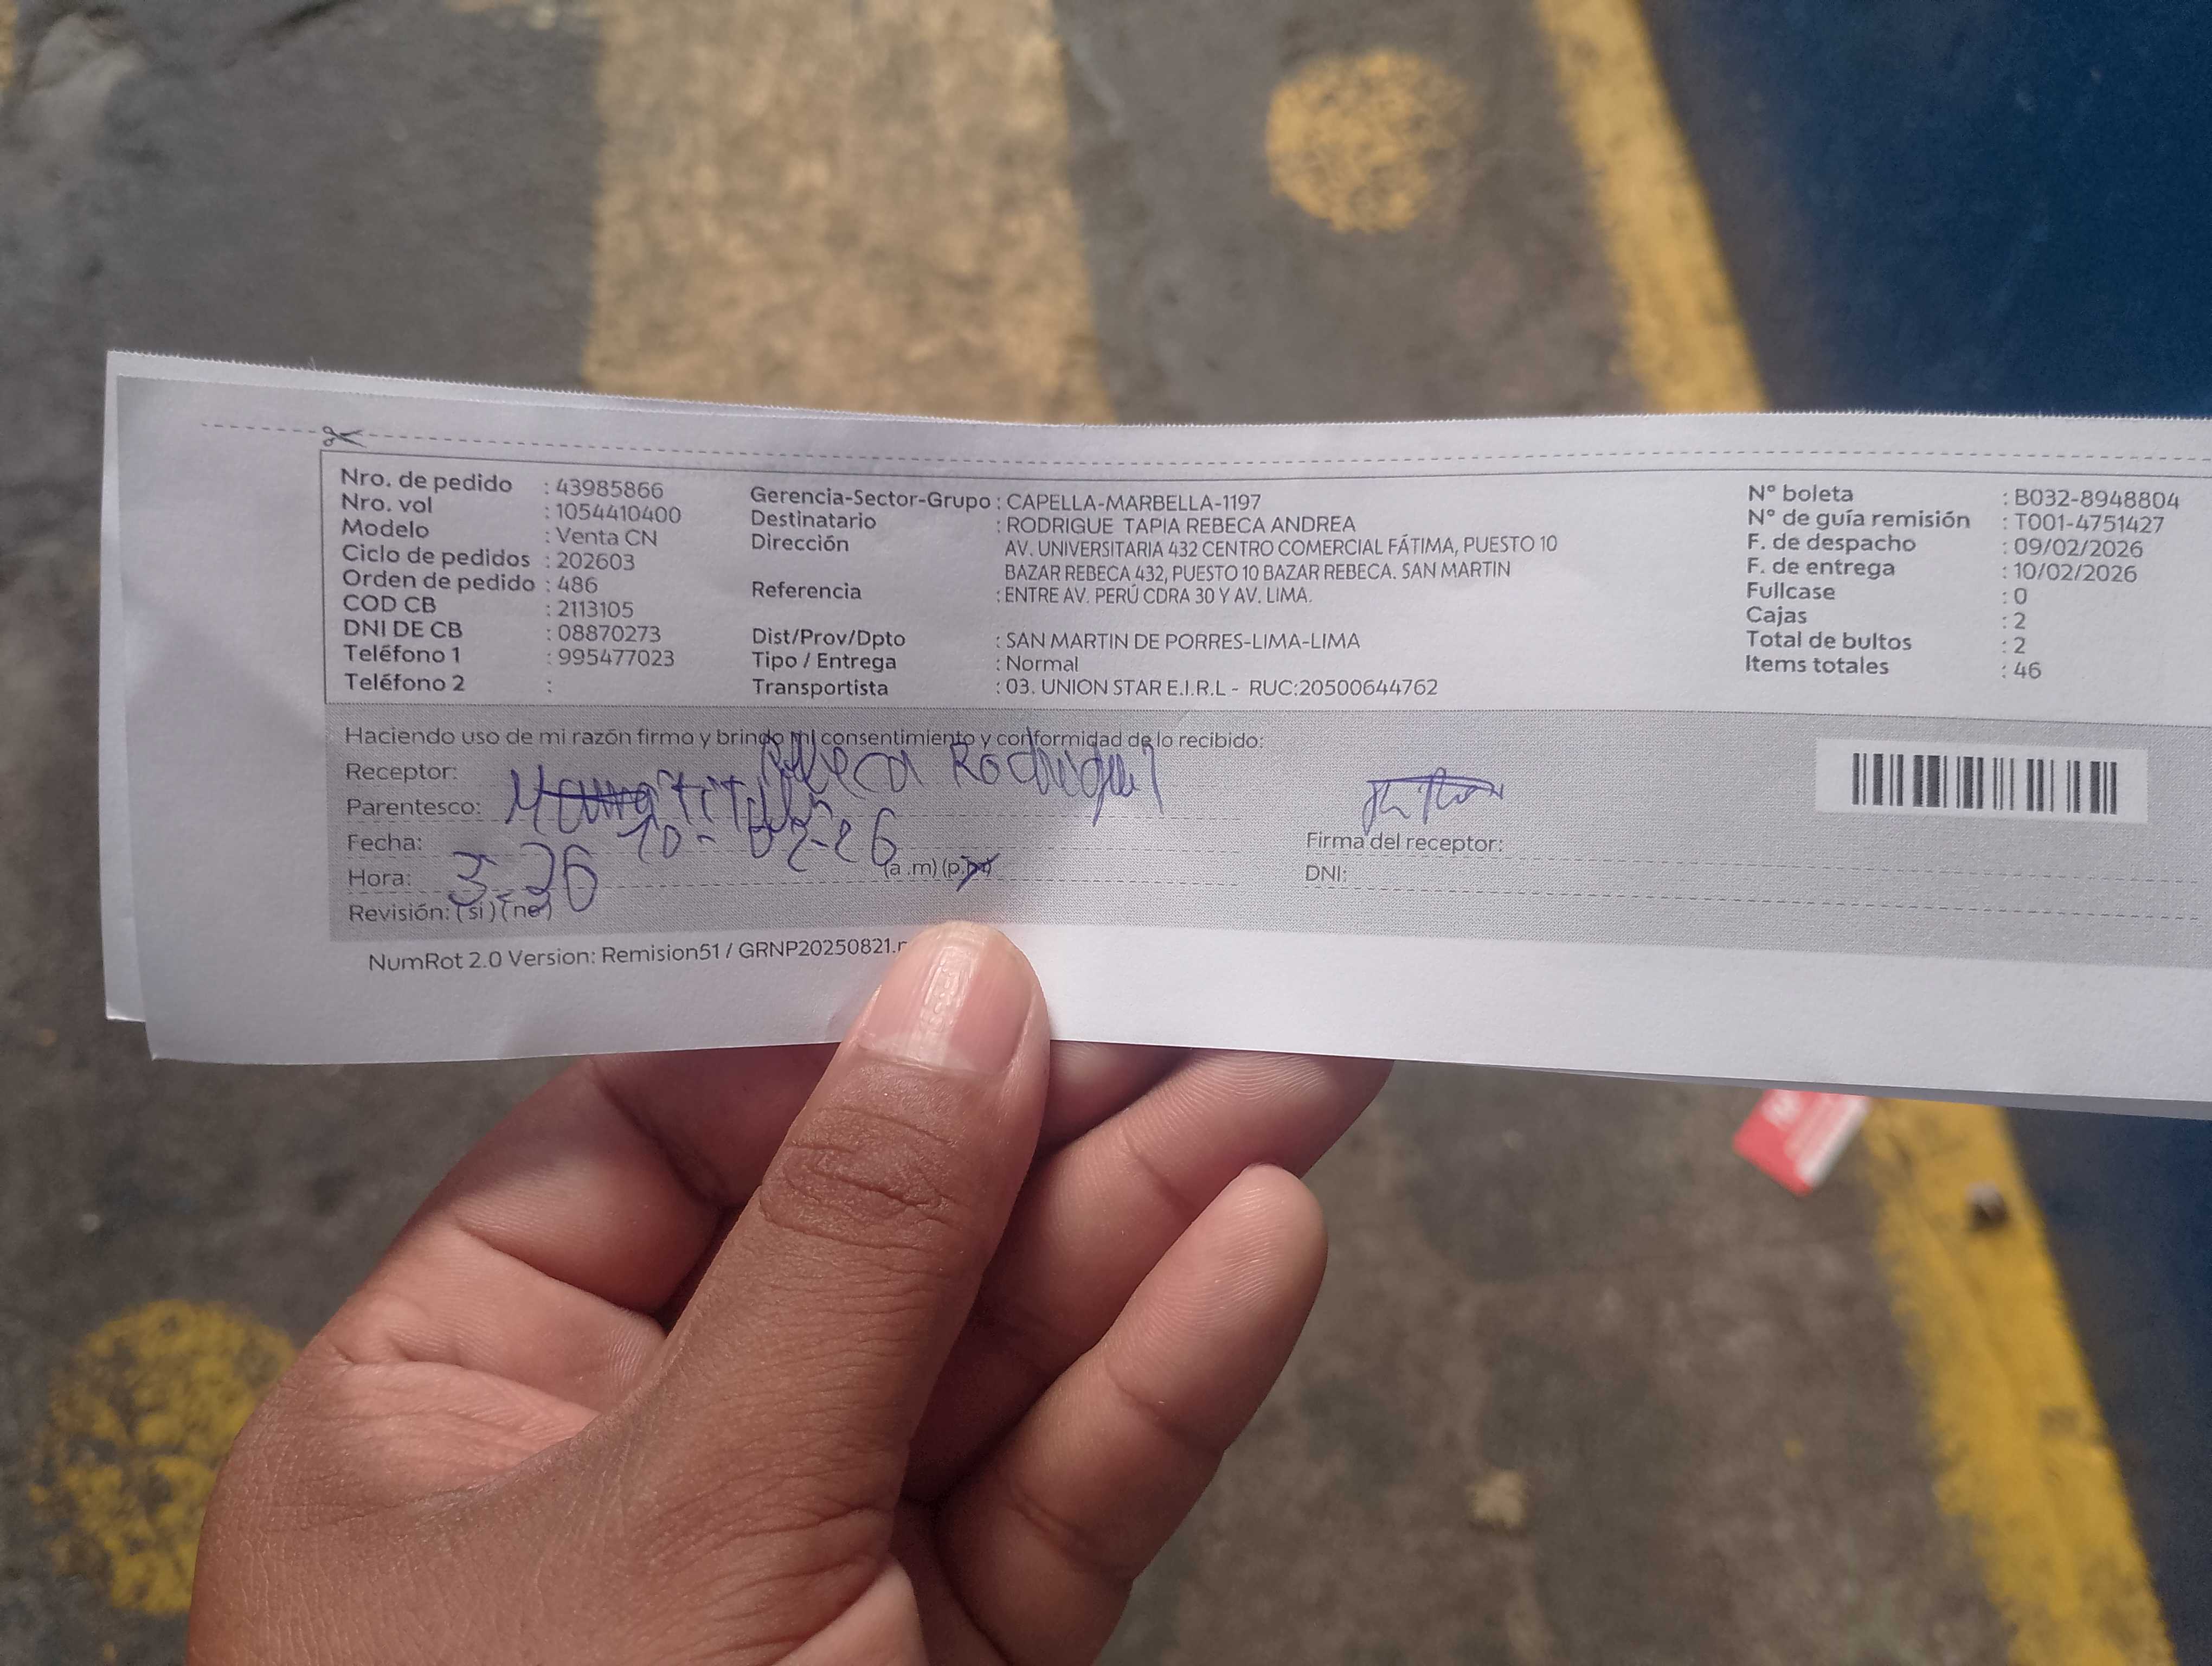 Nro. de pedido : 43985866
Nro. vol : 1054410400
Modelo : Venta CN
Ciclo de pedidos : 202603
Orden de pedido : 486
COD CB : 2113105
DNI DE CB : 08870273
Teléfono 1 : 995477023
Teléfono 2 :
Gerencia-Sector-Grupo : CAPELLA-MARBELLA-1197
Destinatario : RODRIGUE TAPIA REBECA ANDREA
Dirección AV. UNIVERSITARIA 432 CENTRO COMERCIAL FÁTIMA, PUESTO 10
BAZAR REBECA 432, PUESTO 10 BAZAR REBECA. SAN MARTIN
Referencia : ENTRE AV. PERÚ CDRA 30 Y AV. LIMA.
Dist/Prov/Dpto : SAN MARTIN DE PORRES-LIMA-LIMA
Tipo / Entrega : Normal
Transportista : 03. UNION STAR E.I.R.L - RUC:20500644762
N° boleta : B032-8948804
N° de guía remisión : T001-4751427
F. de despacho : 09/02/2026
F. de entrega : 10/02/2026
Fullcase : 0
Cajas : 2
Total de bultos : 2
Items totales : 46
Haciendo uso de mi razón firmo y brindo mi consentimiento y conformidad de lo recibido:
Receptor:
Parentesco:
Fecha: 10-02-26
Hora: (a.m) (p.m)
Revisión: (si) (no)
Firma del receptor:
DNI:
NumRot 2.0 Version: Remision51 / GRNP20250821.